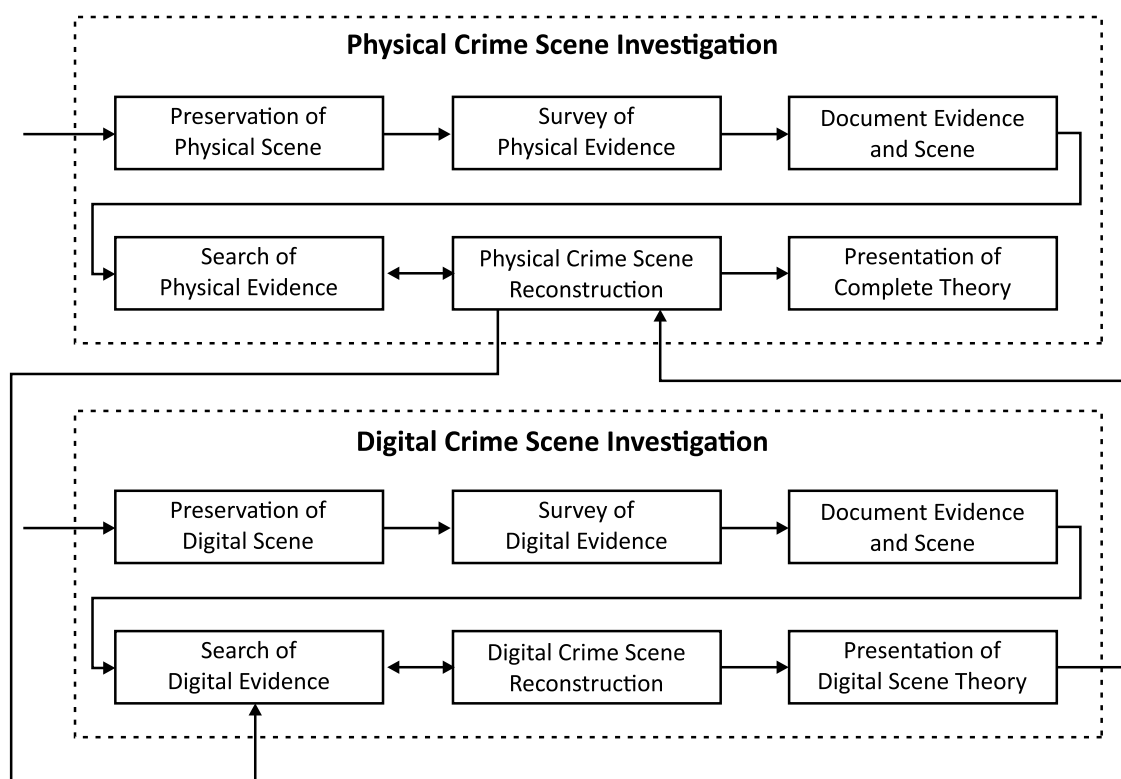 Physical Crime Scene Investigation
Preservation of
Physical Scene
Survey of
Physical Evidence
Document Evidence
and Scene
Search of
Physical Evidence
Physical Crime Scene
Reconstruction
Presentation of
Complete Theory
Digital Crime Scene Investigation
Preservation of
Digital Scene
Survey of
Digital Evidence
Document Evidence
and Scene
Search of
Digital Evidence
Digital Crime Scene
Reconstruction
Presentation of
Digital Scene Theory